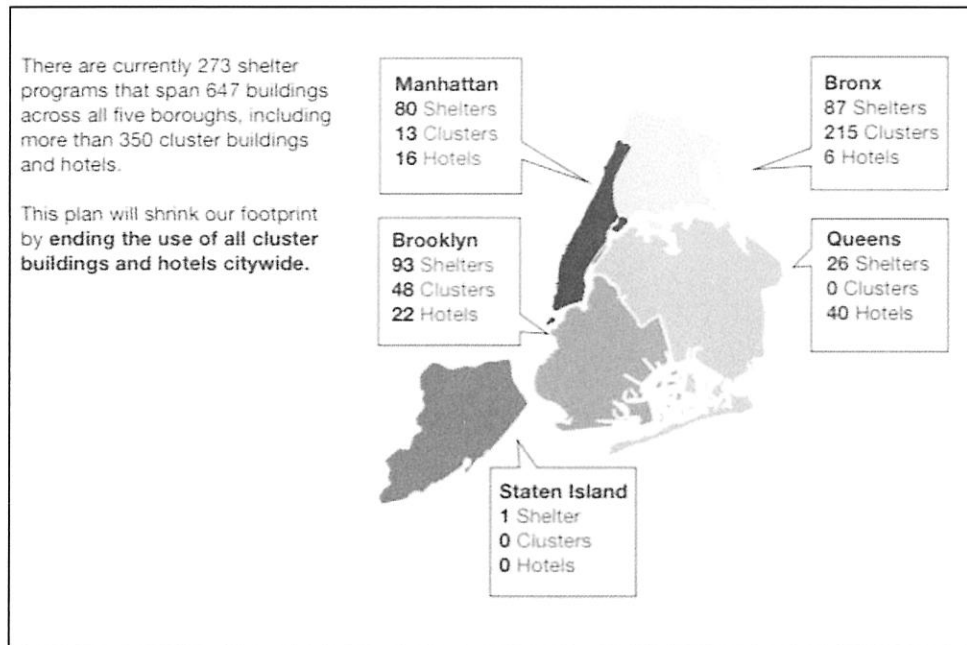 There are currently 273 shelter
programs that span 647 buildings
across all five boroughs, including
more than 350 cluster buildings
and hotels.
This plan will shrink our footprint
by ending the use of all cluster
buildings and hotels citywide.
Manhattan
80 Shelters
13 Clusters
16 Hotels
Bronx
87 Shelters
215 Clusters
6 Hotels
Brooklyn
93 Shelters
48 Clusters
22 Hotels
Queens
26 Shelters
0 Clusters
40 Hotels
Staten Island
1 Shelter
0 Clusters
0 Hotels